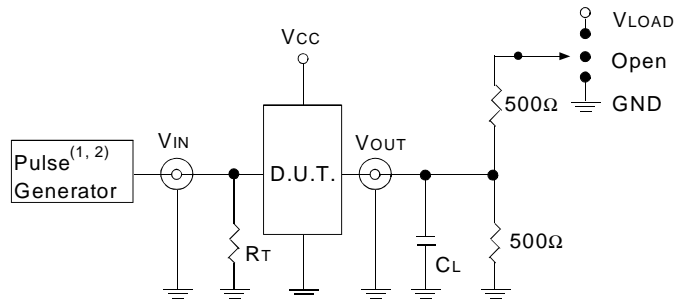 VLOAD
VCC
Open
500Ω
GND
VIN
VOUT
Pulse(1, 2)
Generator
D.U.T.
RT
CL
500Ω